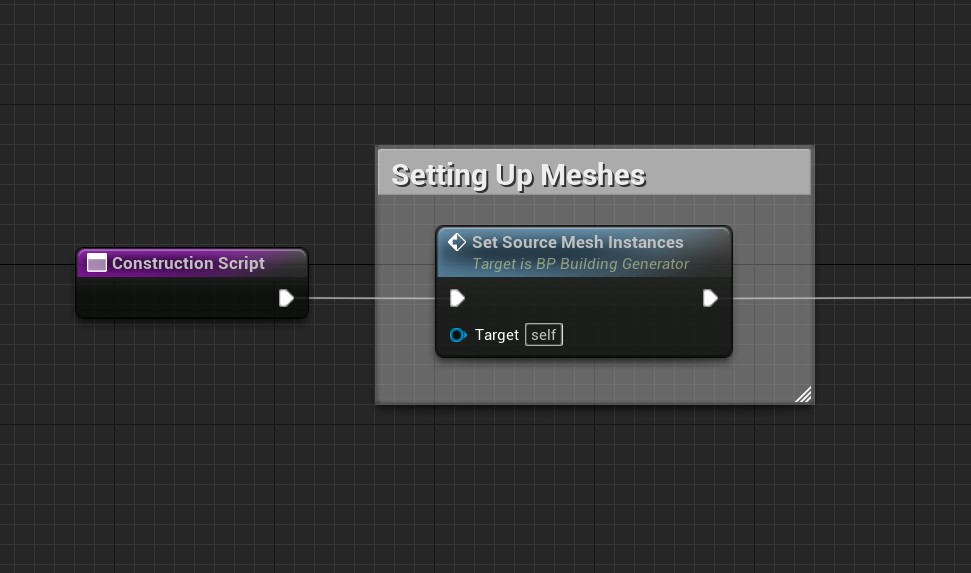 Setting Up Meshes
Construction Script
Set Source Mesh Instances
Target is BP Building Generator
Target self